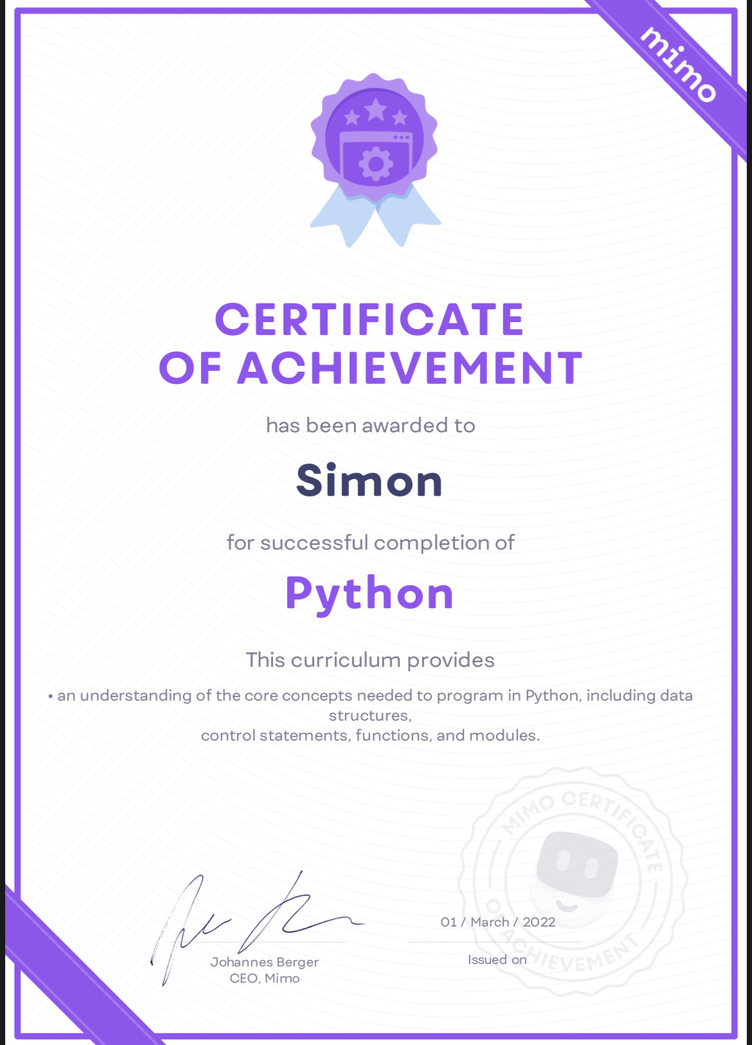 mimo
CERTIFICATE
OF ACHIEVEMENT
has been awarded to
Simon
for successful completion of
Python
This curriculum provides
• an understanding of the core concepts needed to program in Python, including data
structures,
control statements, functions, and modules.
MIMO CERTIFICATE
OF ACHIEVEMENT
01 / March / 2022
Johannes Berger
CEO, Mimo
Issued on